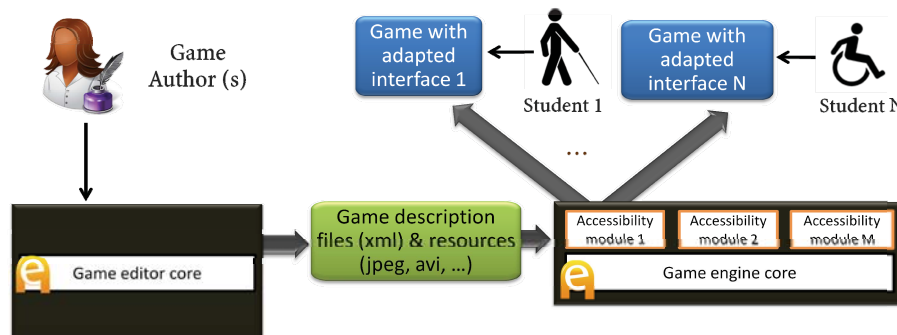 Game
Author (s)
Game with
adapted
interface 1
Student 1
Game with
adapted
interface N
Student N
...
Game editor core
Game description
files (xml) & resources
(jpeg, avi, ...)
Accessibility
module 1
Accessibility
module 2
Accessibility
module M
Game engine core